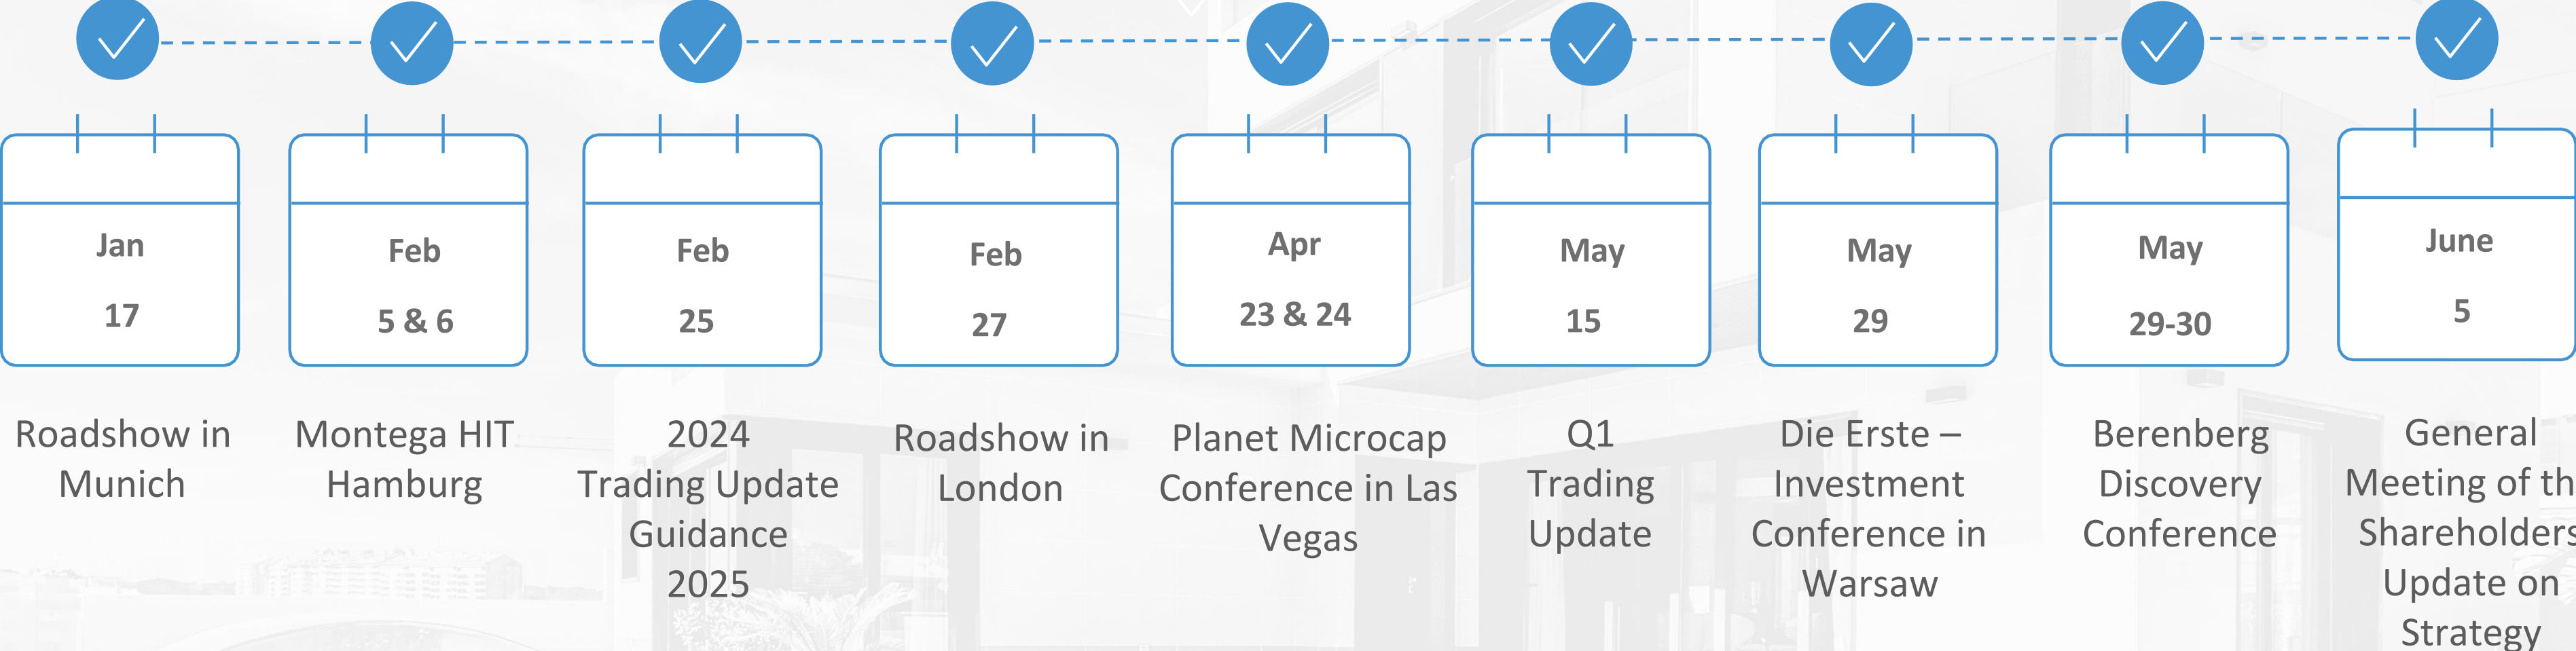 Jan
17
Roadshow in
Munich
Feb
5 & 6
Montega HIT
Hamburg
Feb
25
2024
Trading Update
Guidance
2025
Feb
27
Roadshow in
London
Apr
23 & 24
Planet Microcap
Conference in Las
Vegas
May
15
Q1
Trading
Update
May
29
Die Erste –
Investment
Conference in
Warsaw
May
29-30
Berenberg
Discovery
Conference
June
5
General
Meeting of th
Shareholders
Update on
Strategy